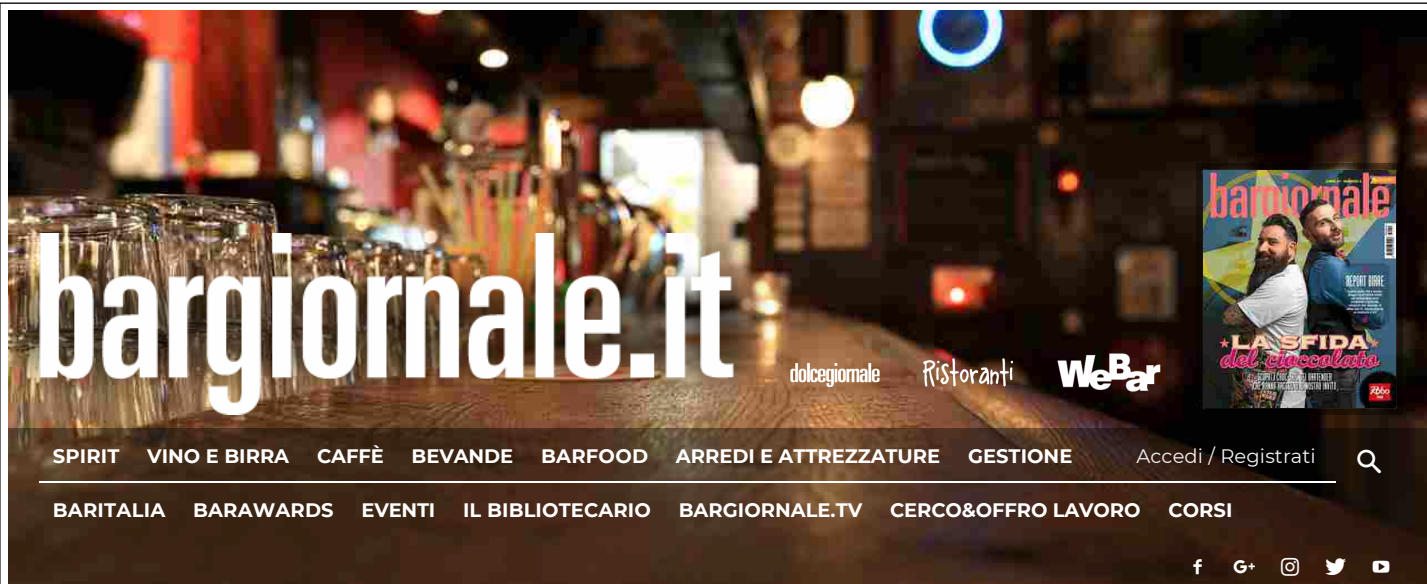 bargiornale.it
dolcegiornale
Ristoranti
WeBar
bargiornale
REPORT BIRRE
LA SFIDA
del cioccolato
SPIRIT VINO E BIRRA CAFFÈ BEVANDE BARFOOD ARREDI E ATTREZZATURE GESTIONE Accedi / Registrati
BARITALIA BARAWARDS EVENTI IL BIBLIOTECARIO BARGIORNALE.TV CERCO&OFFRO LAVORO CORSI
f G+